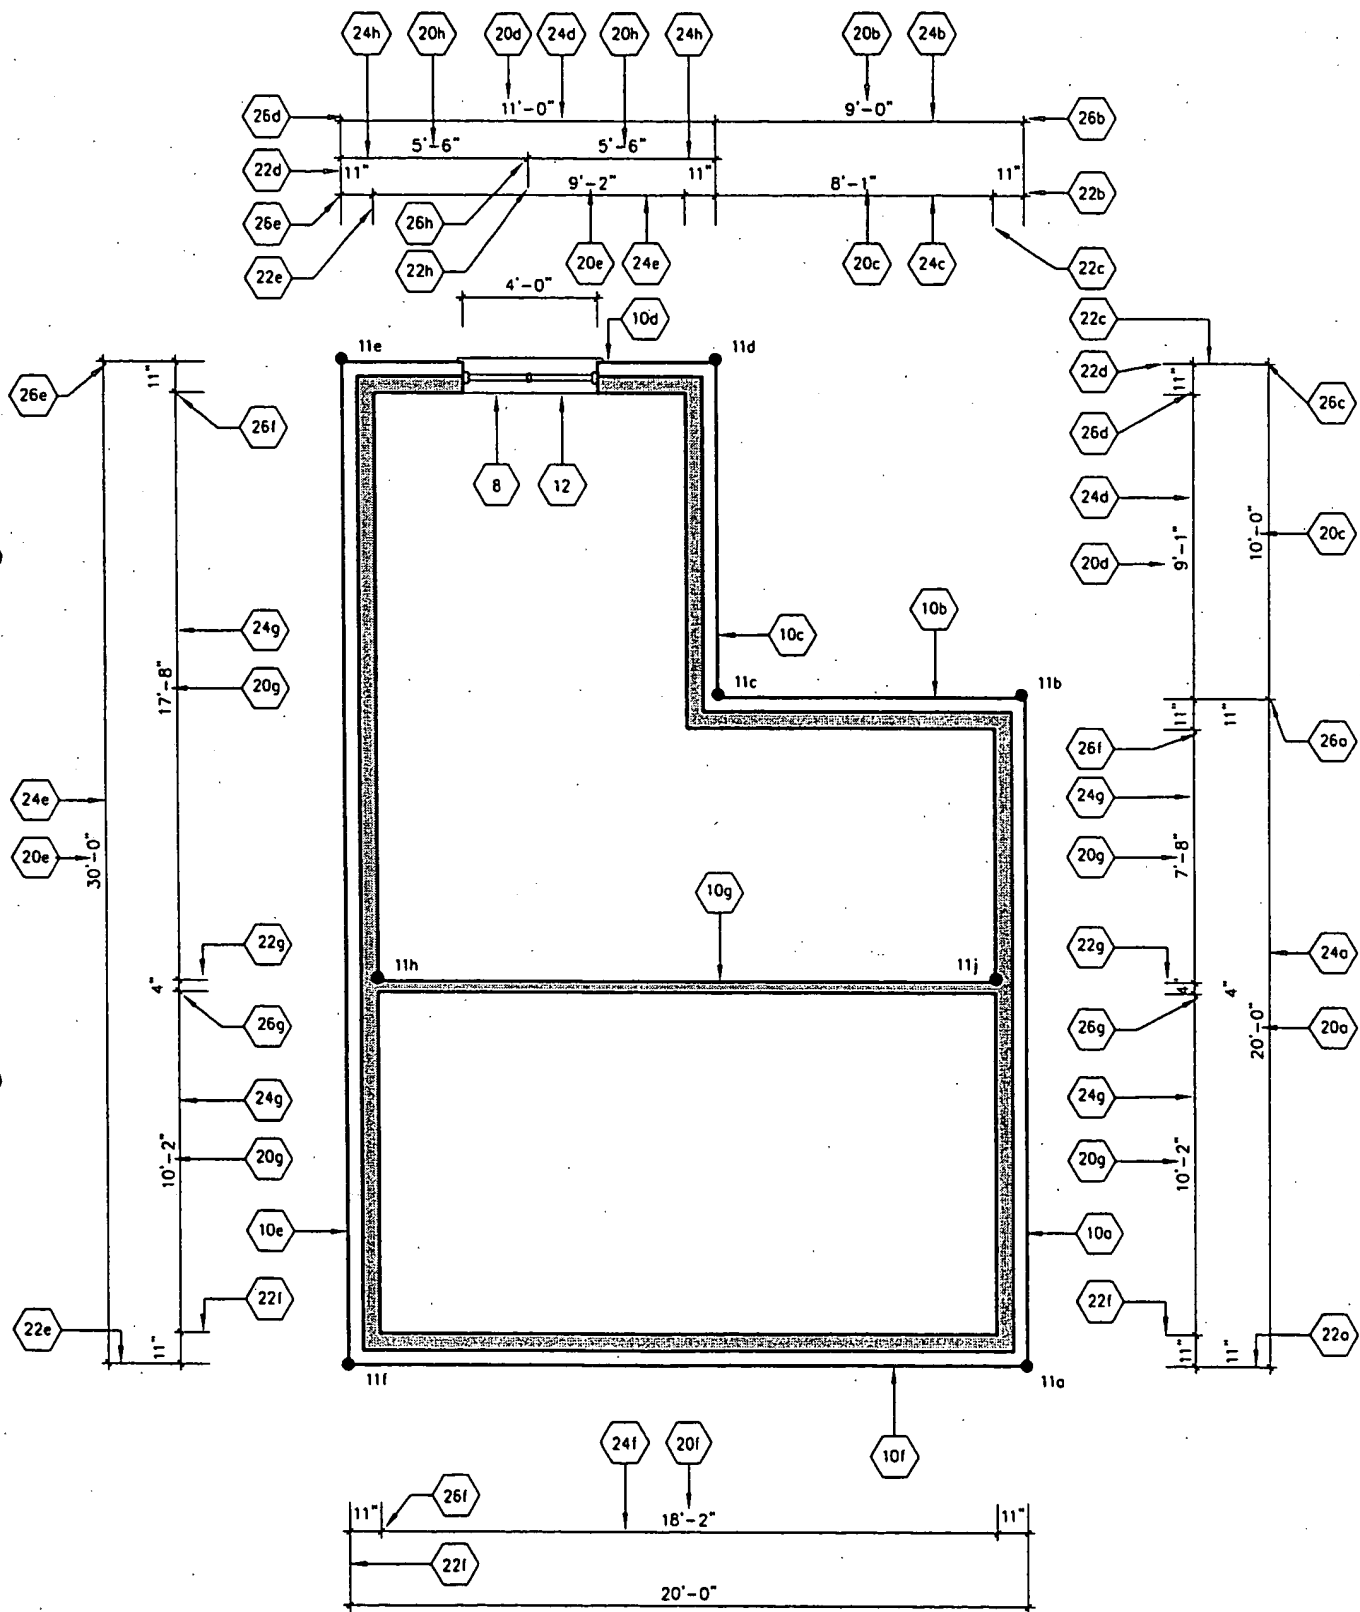 24h 20h 20d 24d 20h 24h 20b 24b
26d 11'-0" 9'-0" 26b
5'-6" 5'-6"
22d 11" 9'-2" 11" 8'-1" 11" 22b
26e 26h
22e 22h 20e 24e 20c 24c 22c
4'-0"
10d 22c
11e 11d
26e 11" 22d 11" 26c
26f 26d
8 12 24d
10'-0" 20c
20d 9'-1"
10b
24g 10c
17'-8" 20g 11c 11b
11" 11" 26a
26f
24e 24g
20e 30'-0" 20g 7'-8"
10g
22g 11h 11j 22g 24a
4" 4" 4"
26g 26g 20'-0" 20a
24g 24g
10'-2" 20g 20g 10'-2"
10e 10a
22f 22f
22e 11" 11" 11" 22a
11f 11a
24f 20f 10f
26f
11" 18'-2" 11"
22f
20'-0"